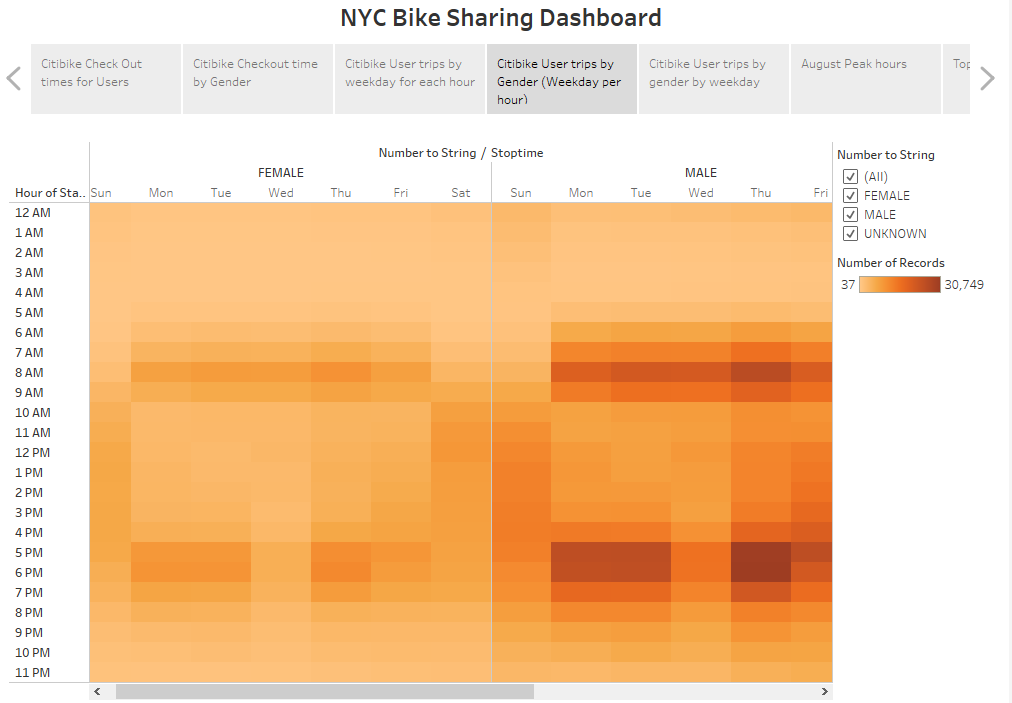 NYC Bike Sharing Dashboard
Citibike Check Out
times for Users
Citibike Checkout time
by Gender
Citibike User trips by
weekday for each hour
Citibike User trips by
Gender (Weekday per
hour)
Citibike User trips by
gender by weekday
August Peak hours
Top
Number to String / Stoptime
FEMALE MALE
Hour of Sta.. Sun Mon Tue Wed Thu Fri Sat Sun Mon Tue Wed Thu Fri
12 AM
1 AM
2 AM
3 AM
4 AM
5 AM
6 AM
7 AM
8 AM
9 AM
10 AM
11 AM
12 PM
1 PM
2 PM
3 PM
4 PM
5 PM
6 PM
7 PM
8 PM
9 PM
10 PM
11 PM
Number to String
(All)
FEMALE
MALE
UNKNOWN
Number of Records
37 30,749